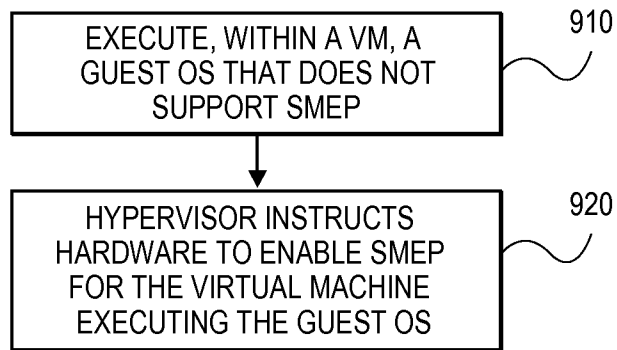 EXECUTE, WITHIN A VM, A
GUEST OS THAT DOES NOT
SUPPORT SMEP
910
HYPERVISOR INSTRUCTS
HARDWARE TO ENABLE SMEP
FOR THE VIRTUAL MACHINE
EXECUTING THE GUEST OS
920